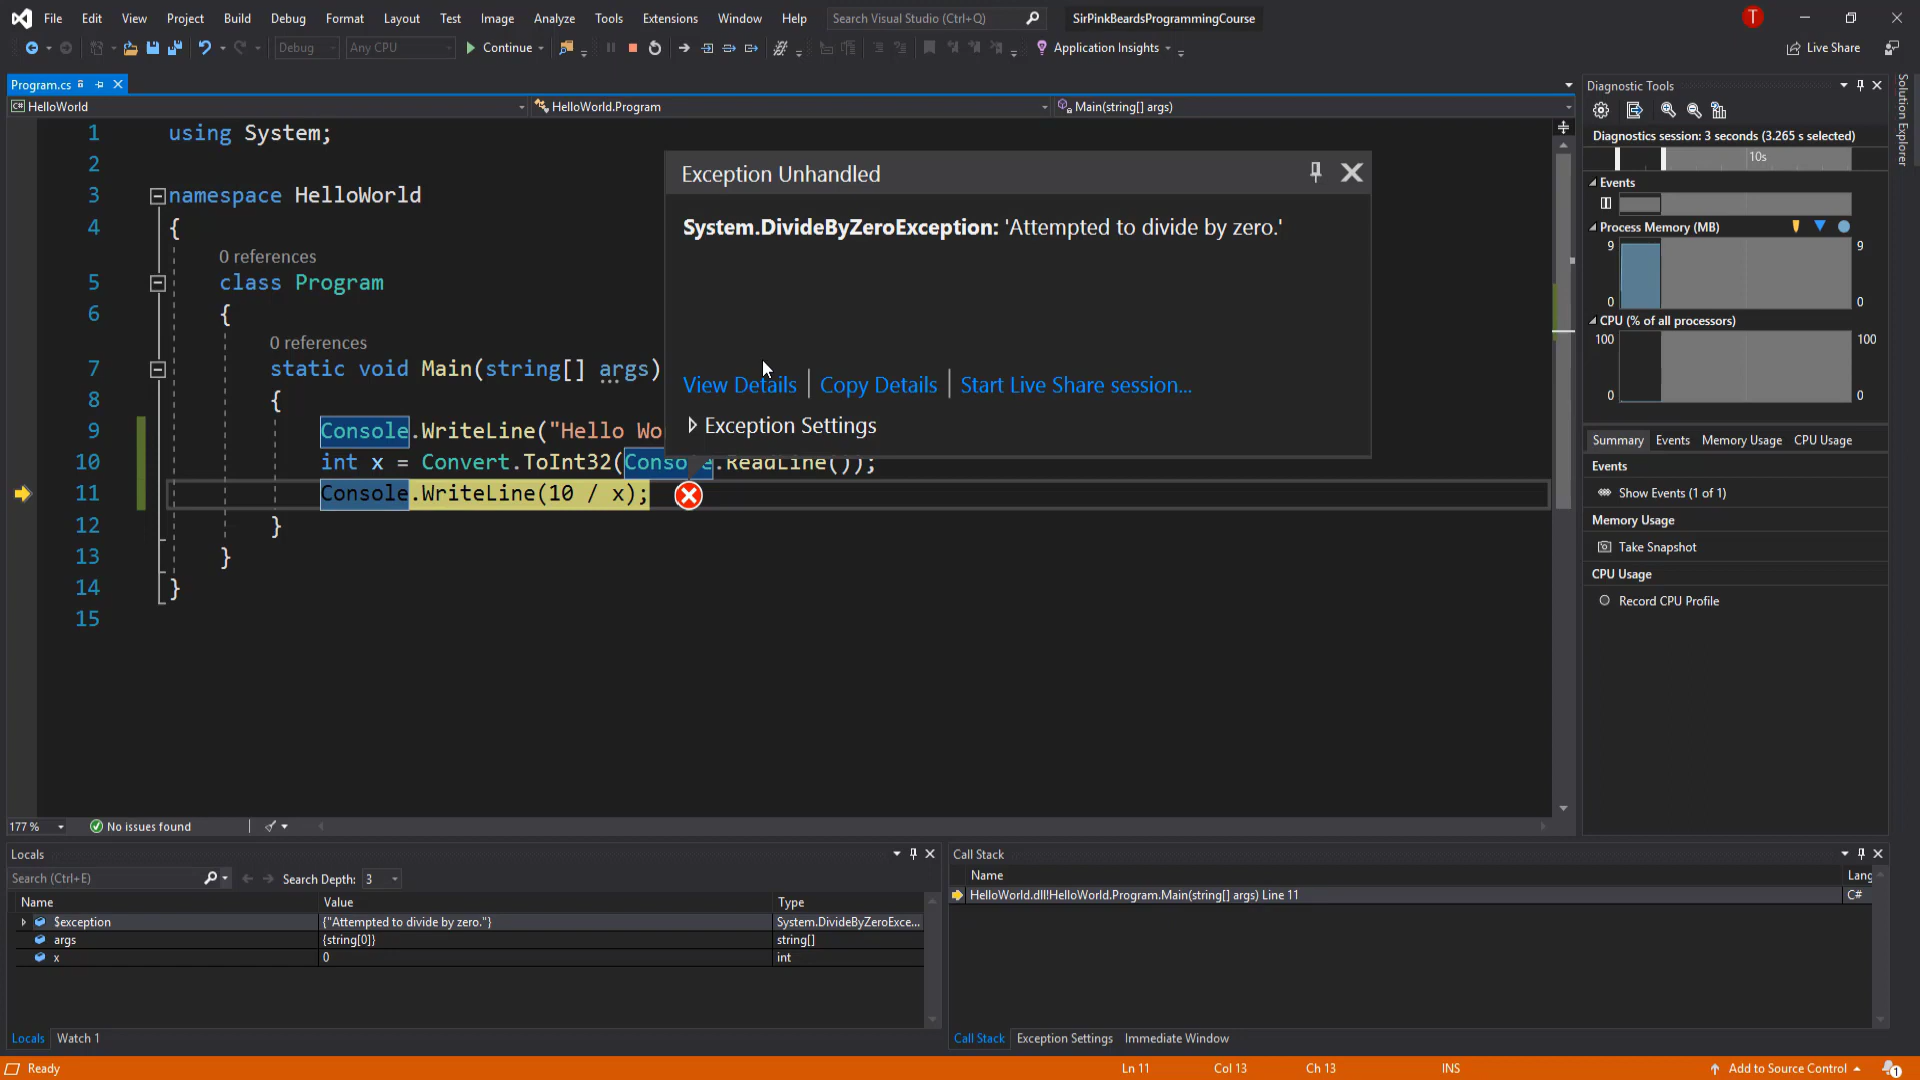 File Edit View Project Build Debug Format Layout Test Image Analyze Tools Extensions Window Help Search Visual Studio (Ctrl+Q) SirPinkBeardsProgrammingCourse T
Debug Any CPU Continue Application Insights Live Share
Program.cs
HelloWorld HelloWorld.Program Main(string[] args)
1 using System;
2
3 namespace HelloWorld
4 {
0 references
5 class Program
6 {
0 references
7 static void Main(string[] args)
8 {
9 Console.WriteLine("Hello Wo
10 int x = Convert.ToInt32(Console.ReadLine());
11 Console.WriteLine(10 / x);
12 }
13 }
14 }
15
Exception Unhandled
System.DivideByZeroException: 'Attempted to divide by zero.'
View Details | Copy Details | Start Live Share session...
Exception Settings
Diagnostic Tools
Diagnostics session: 3 seconds (3.265 s selected)
10s
Events
Process Memory (MB)
9 9
0 0
CPU (% of all processors)
100 100
0 0
Summary Events Memory Usage CPU Usage
Events
Show Events (1 of 1)
Memory Usage
Take Snapshot
CPU Usage
Record CPU Profile
Solution Explorer
177 % No issues found
Locals
Search (Ctrl+E) Search Depth: 3
Name Value Type
$exception {"Attempted to divide by zero."} System.DivideByZeroExce...
args {string[0]} string[]
x 0 int
Locals Watch 1
Call Stack
Name Lang
HelloWorld.dll!HelloWorld.Program.Main(string[] args) Line 11 C#
Call Stack Exception Settings Immediate Window
Ready Ln 11 Col 13 Ch 13 INS Add to Source Control 1